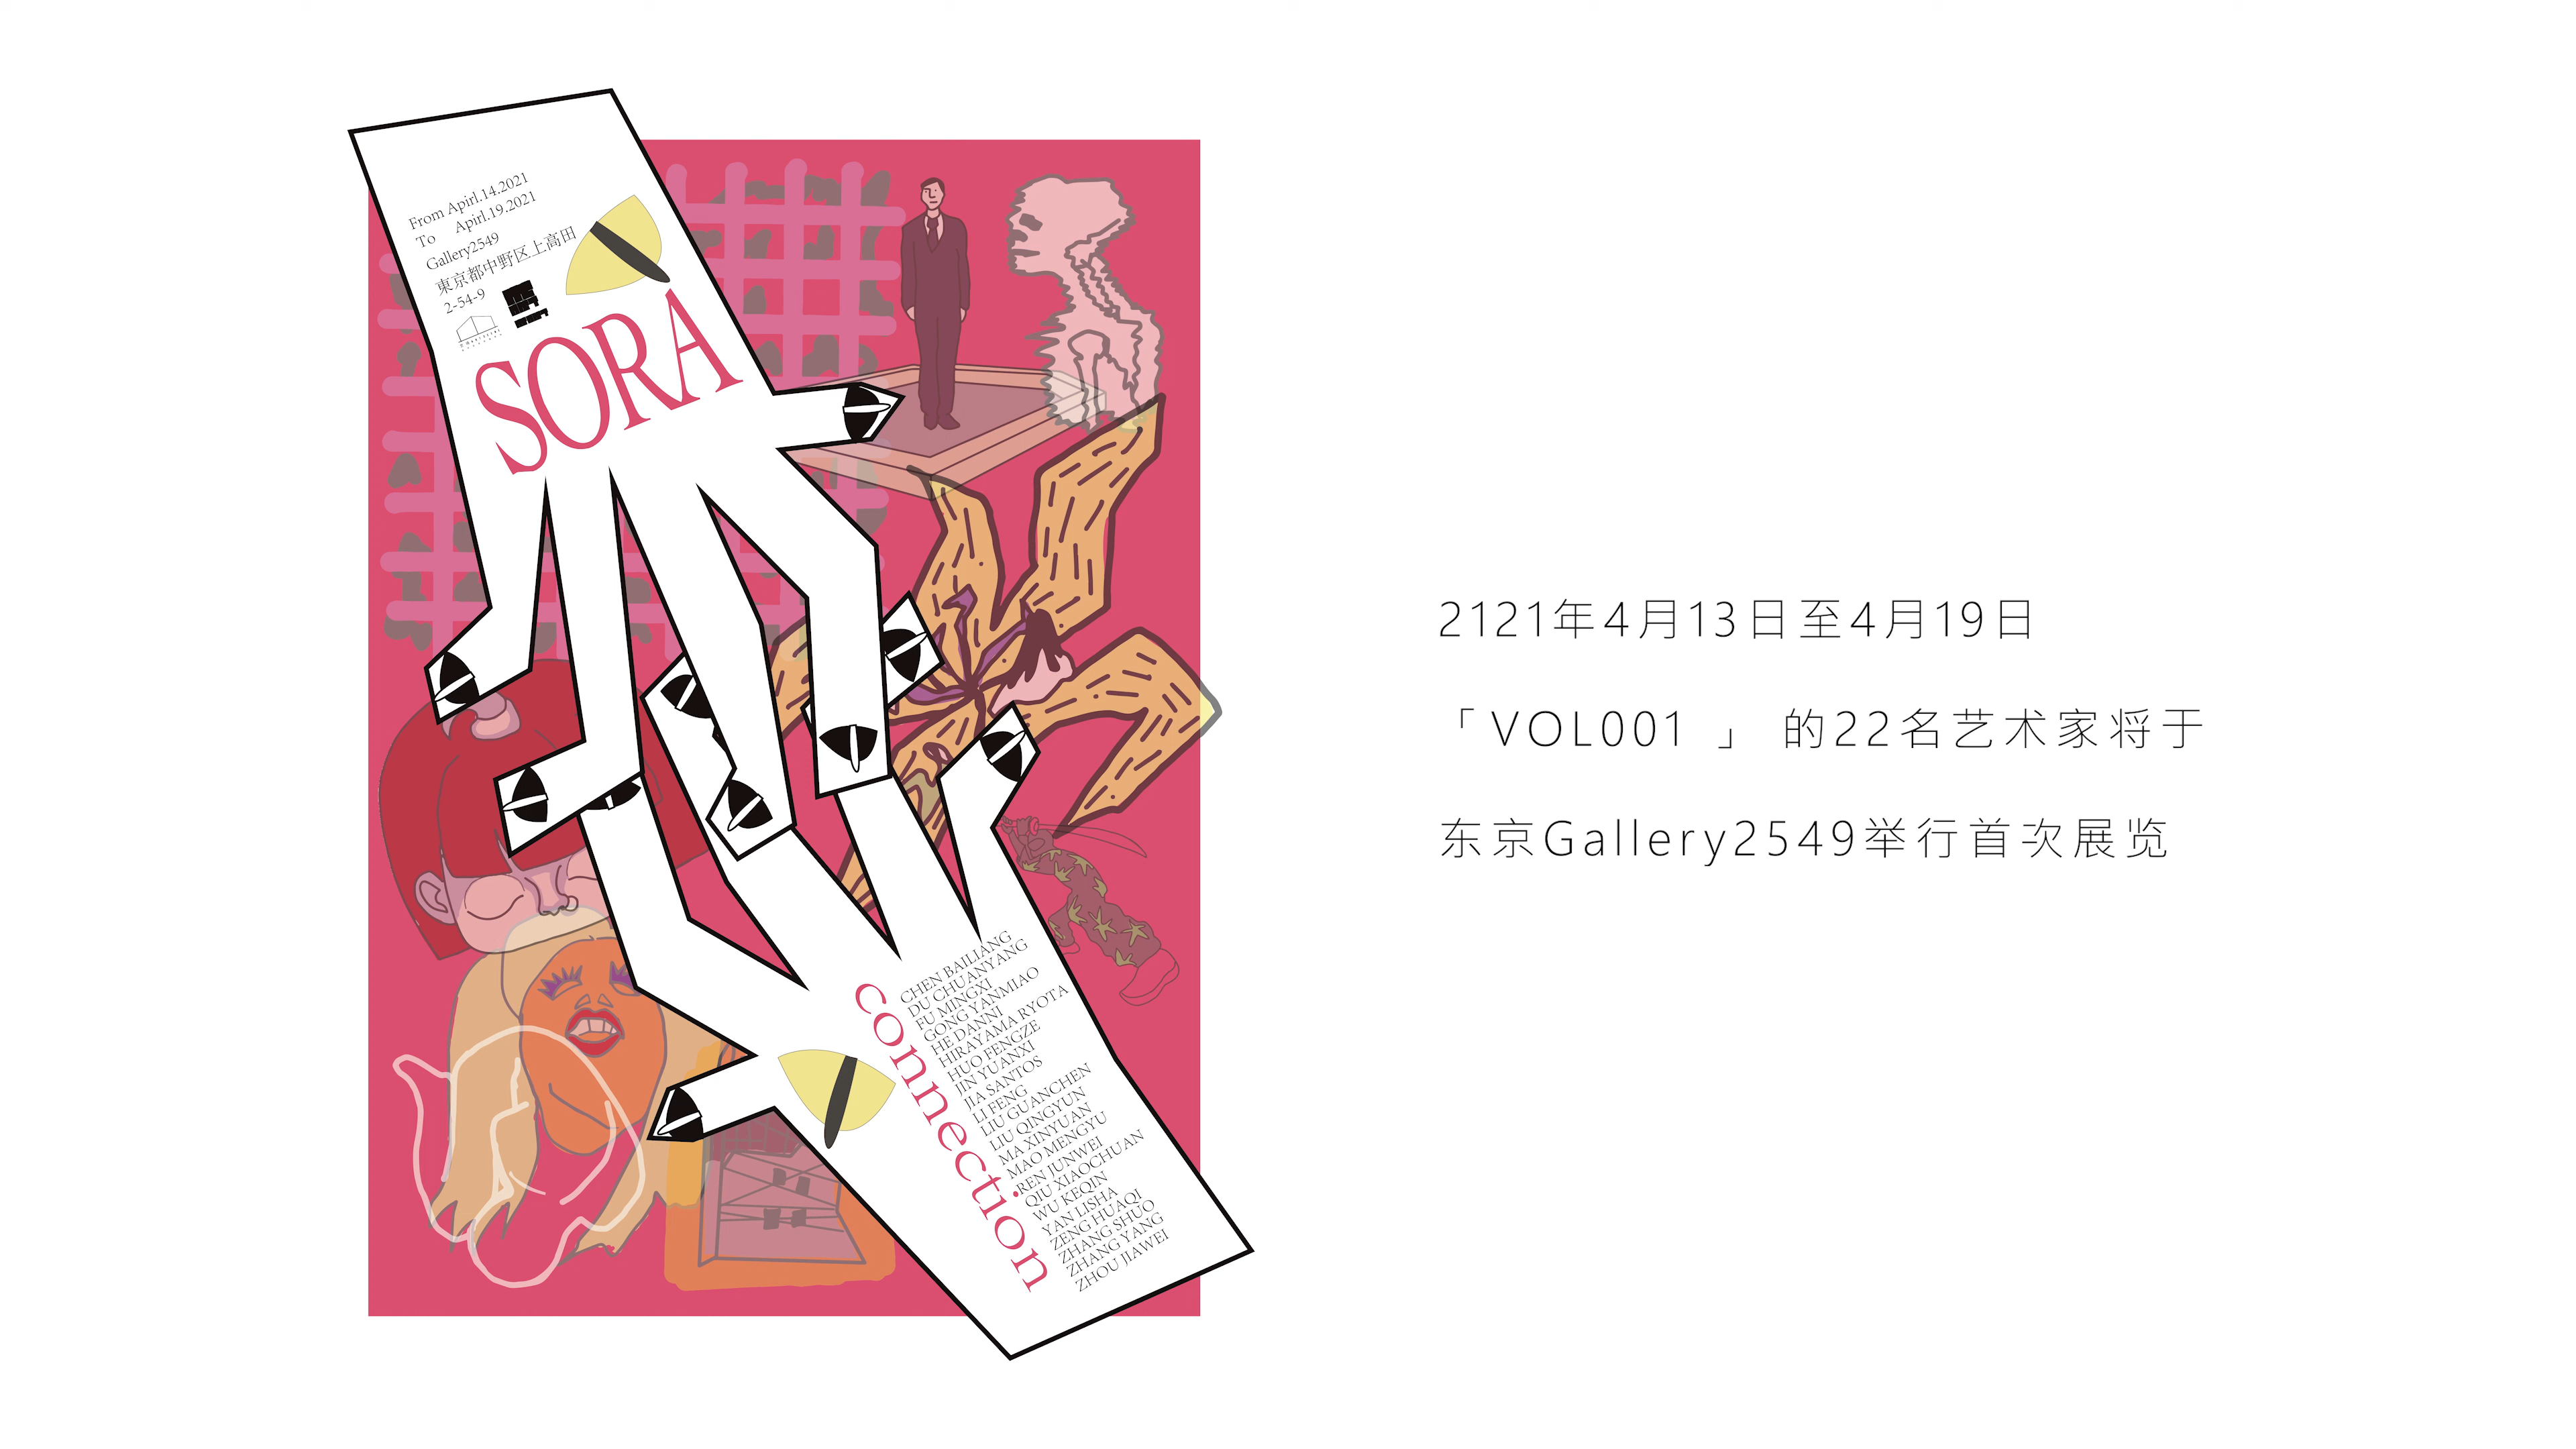 From Apirl.14.2021
To Apirl.19.2021
Gallery2549
東京都中野区上高田
2-54-9
SORA
connection
CHEN BAILIANG
DU CHUANYANG
FU MINGXI
GONG YANMIAO
HE DANNI
HIRAYAMA RYOTA
HUO FENGZE
JIN YUANXI
JIA SANTOS
LI FENG
LIU GUANCHEN
LIU QINGYUN
MA XINYUAN
MAO MENGYU
REN JUNWEI
QIU XIAOCHUAN
WU KEQIN
YAN LISHA
ZENG HUAQI
ZHANG SHUO
ZHANG YANG
ZHOU JIAWEI
2121年4月13日至4月19日
「VOL001 」 的22名艺术家将于
东京Gallery2549举行首次展览